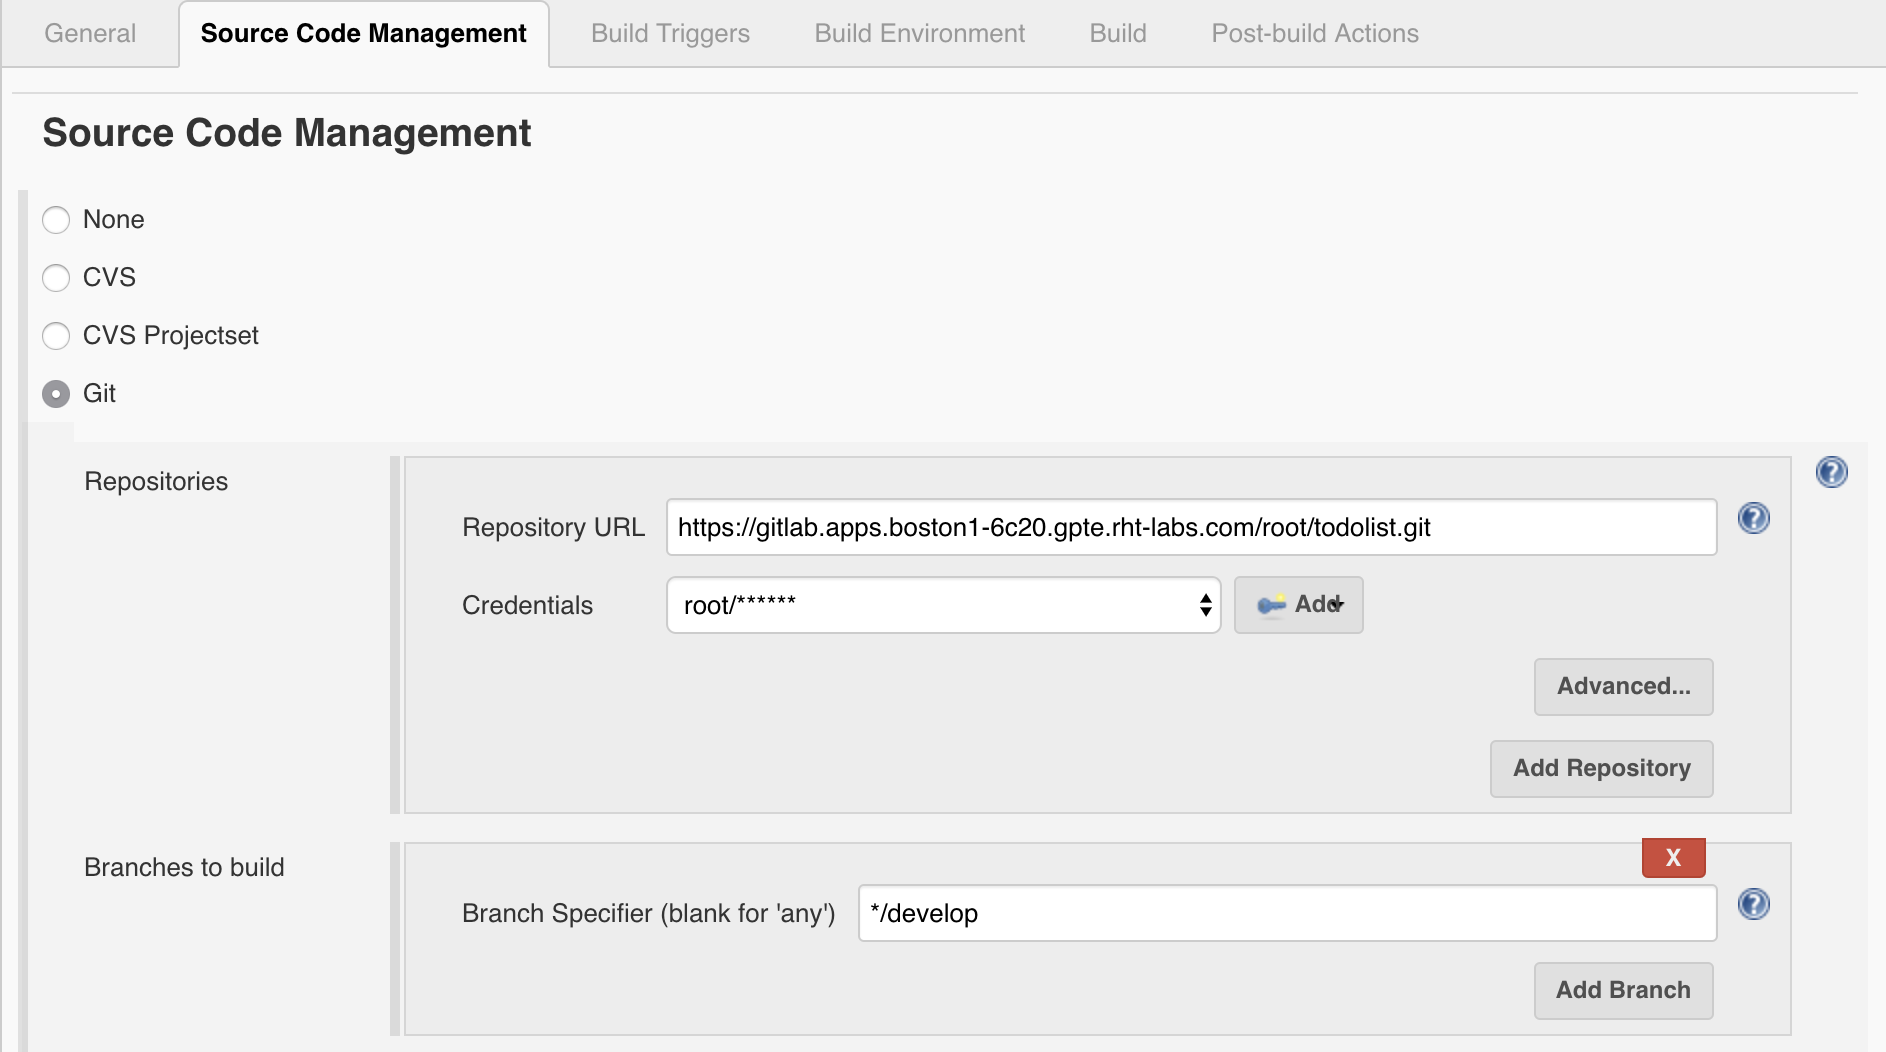 General Source Code Management Build Triggers Build Environment Build Post-build Actions
Source Code Management
None
CVS
CVS Projectset
Git
Repositories
Repository URL https://gitlab.apps.boston1-6c20.gpte.rht-labs.com/root/todolist.git
Credentials root/****** Add
Advanced...
Add Repository
Branches to build
X
Branch Specifier (blank for 'any') */develop
Add Branch